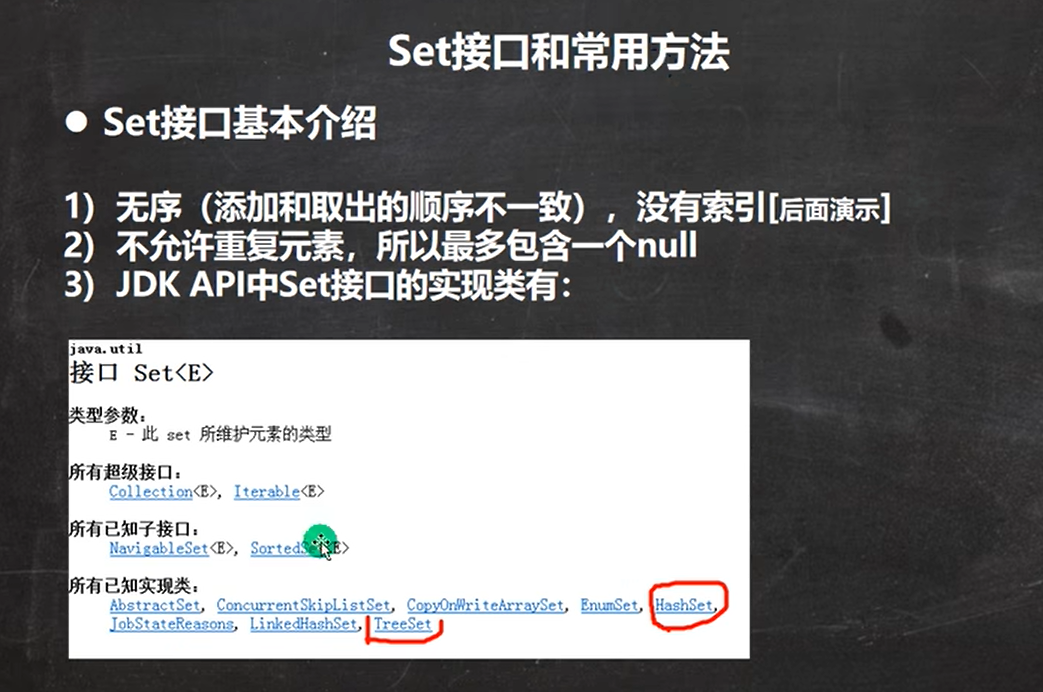 Set接口和常用方法
● Set接口基本介绍
1) 无序（添加和取出的顺序不一致），没有索引[后面演示]
2) 不允许重复元素，所以最多包含一个null
3) JDK API中Set接口的实现类有：
java.util
接口 Set<E>
类型参数：
E - 此 set 所维护元素的类型
所有超级接口：
Collection<E>, Iterable<E>
所有已知子接口：
NavigableSet<E>, SortedSet<E>
所有已知实现类：
AbstractSet, ConcurrentSkipListSet, CopyOnWriteArraySet, EnumSet, HashSet,
JobStateReasons, LinkedHashSet, TreeSet